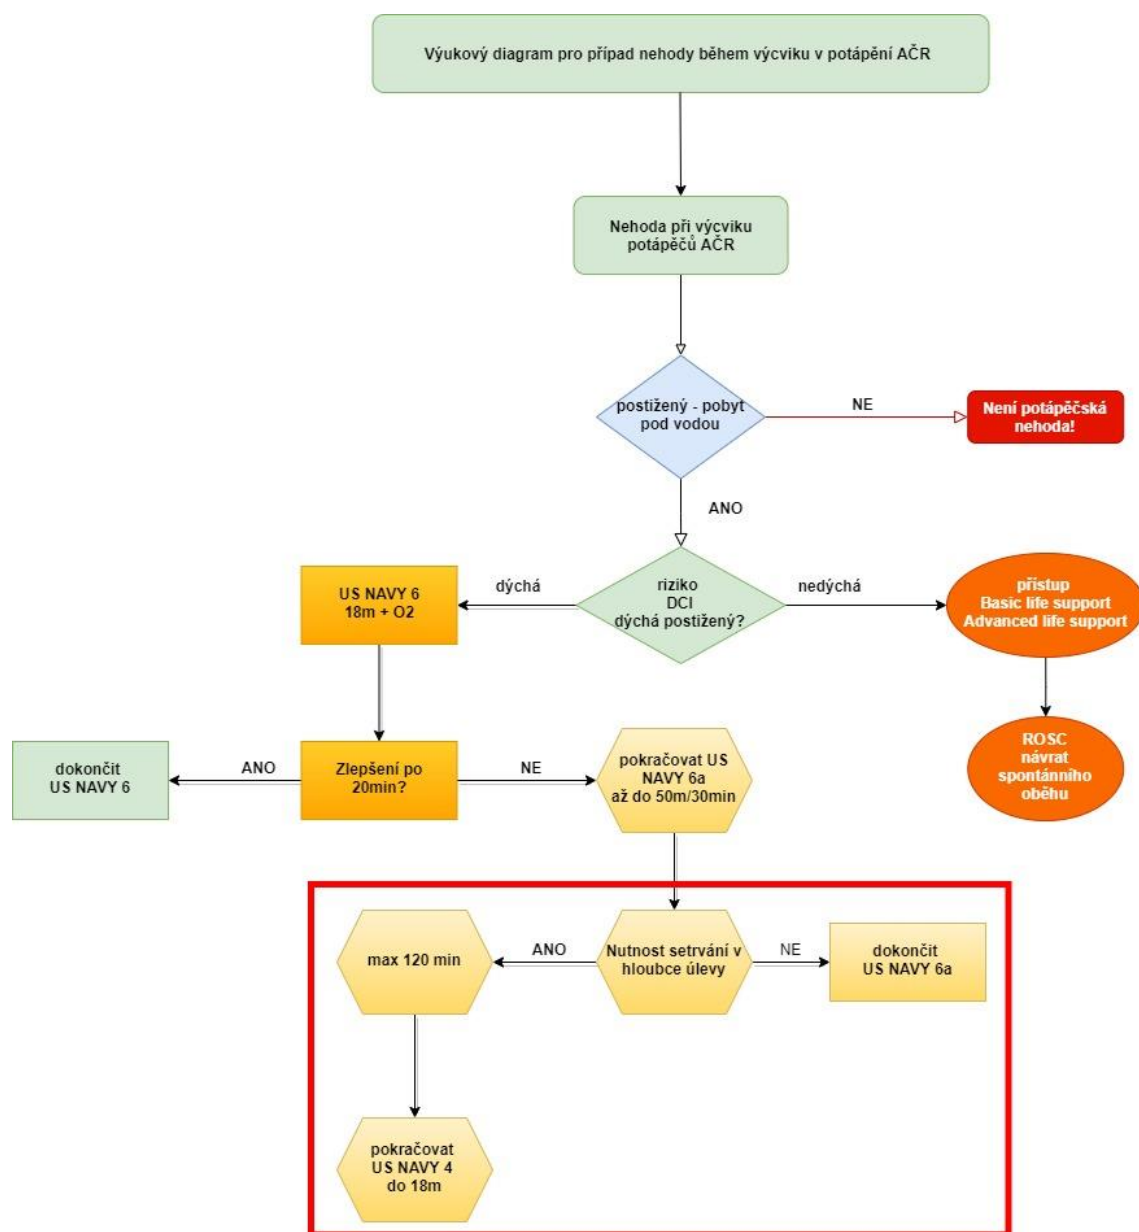 Výukový diagram pro případ nehody během výcviku v potápění AČR
Nehoda při výcviku
potápěčů AČR
postižený - pobyt
pod vodou
NE
Není potápěčská
nehoda!
ANO
riziko
DCI
dýchá postižený?
dýchá
nedýchá
US NAVY 6
18m + O2
přístup
Basic life support
Advanced life support
ROSC
návrat
spontánního
oběhu
Zlepšení po
20min?
ANO
dokončit
US NAVY 6
NE
pokračovat US
NAVY 6a
až do 50m/30min
Nutnost setrvání v
hloubce úlevy
ANO
max 120 min
NE
dokončit
US NAVY 6a
pokračovat
US NAVY 4
do 18m